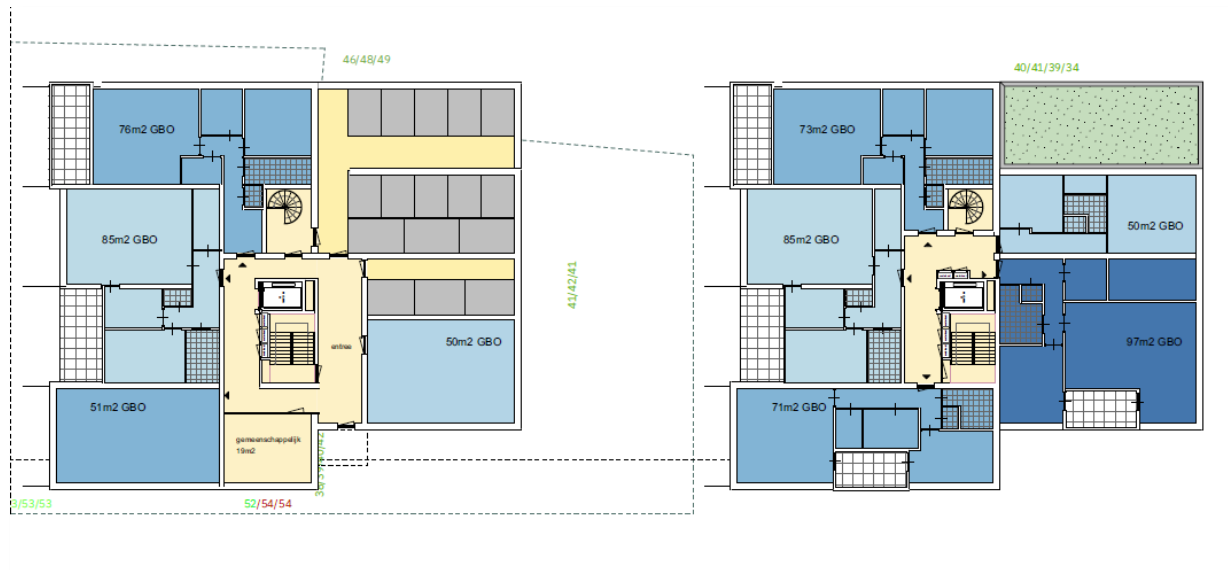 46/48/49
40/41/39/34
76m2 GBO
73m2 GBO
85m2 GBO
85m2 GBO
50m2 GBO
41/42/41
entree
50m2 GBO
97m2 GBO
51m2 GBO
71m2 GBO
gemeenschappelijk
19m2
3/53/53
52/54/54